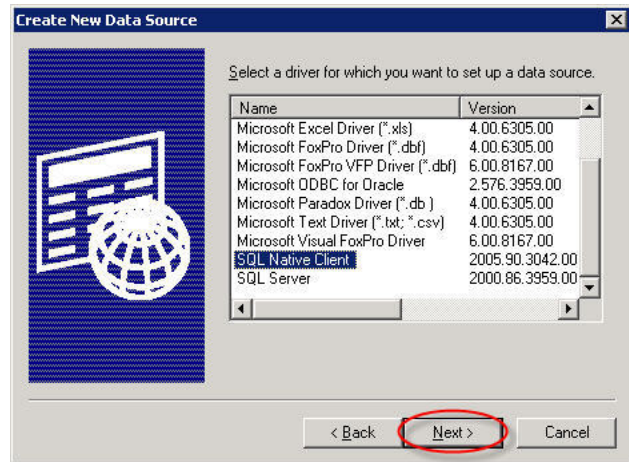 Create New Data Source
Select a driver for which you want to set up a data source.
Name Version
Microsoft Excel Driver (*.xls) 4.00.6305.00
Microsoft FoxPro Driver (*.dbf) 4.00.6305.00
Microsoft FoxPro VFP Driver (*.dbf) 6.00.8167.00
Microsoft ODBC for Oracle 2.576.3959.00
Microsoft Paradox Driver (*.db ) 4.00.6305.00
Microsoft Text Driver (*.txt; *.csv) 4.00.6305.00
Microsoft Visual FoxPro Driver 6.00.8167.00
SQL Native Client 2005.90.3042.00
SQL Server 2000.86.3959.00
< Back Next > Cancel